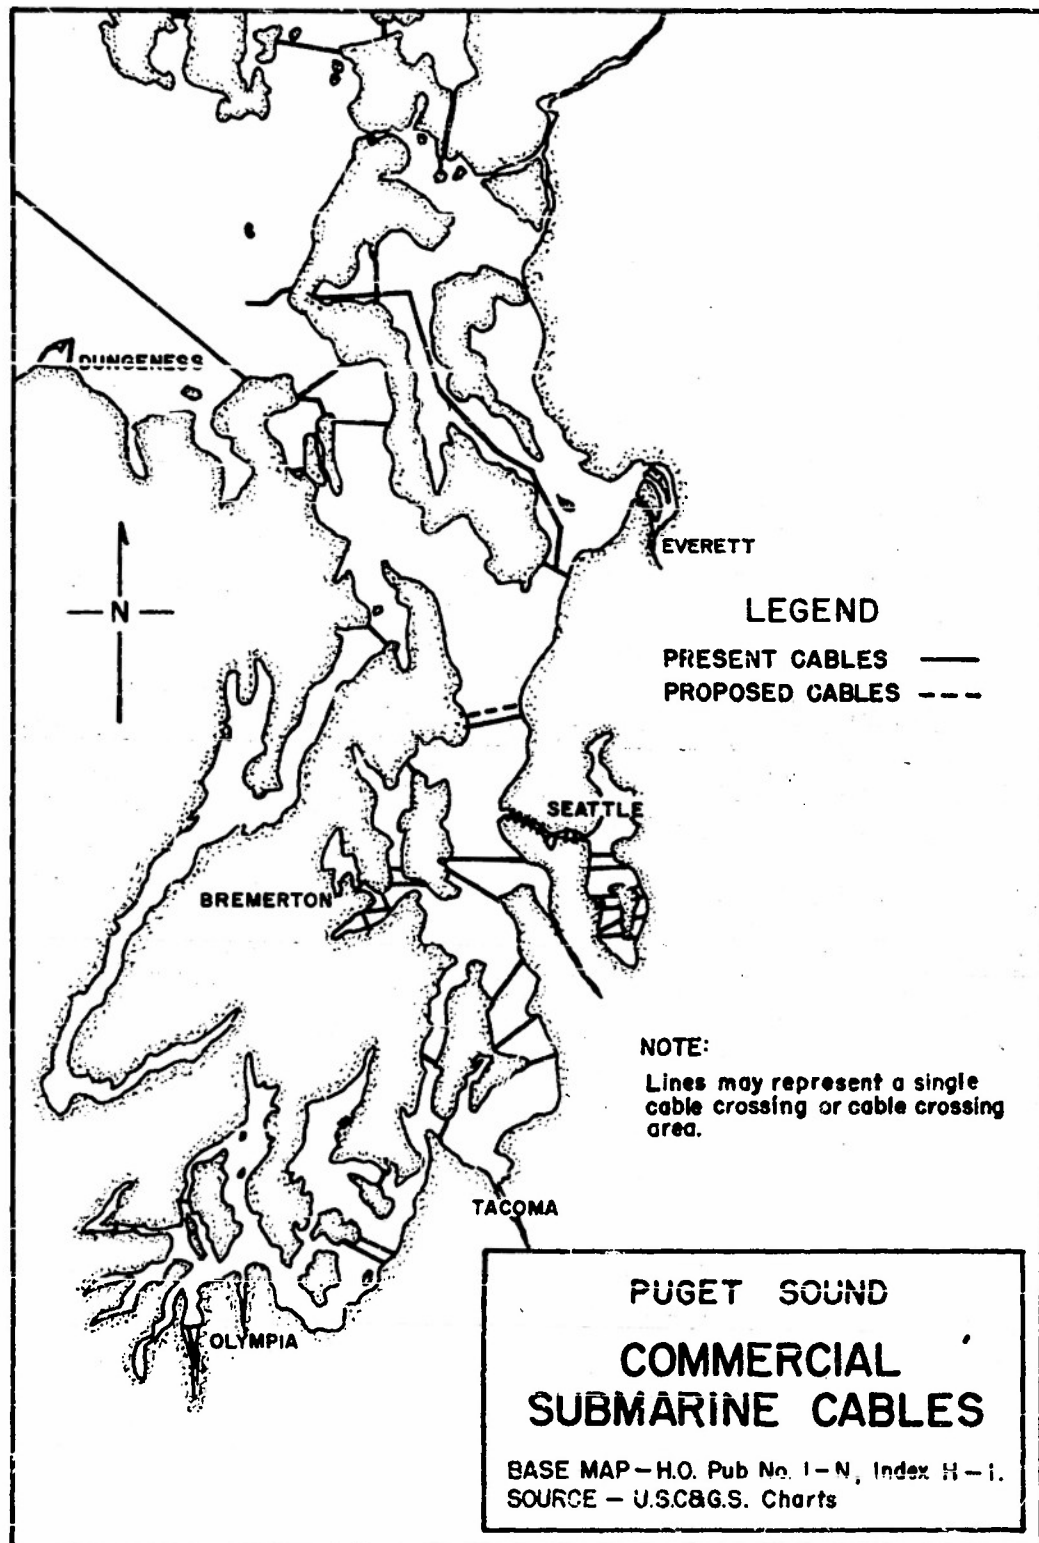 DUNGENESS
EVERETT
N
LEGEND
PRESENT CABLES
PROPOSED CABLES
SEATTLE
BREMERTON
NOTE:
Lines may represent a single
cable crossing or cable crossing
area.
TACOMA
OLYMPIA
PUGET SOUND
COMMERCIAL
SUBMARINE CABLES
BASE MAP – H.O. Pub No. 1 – N, Index H – 1.
SOURCE – U.S.C&G.S. Charts